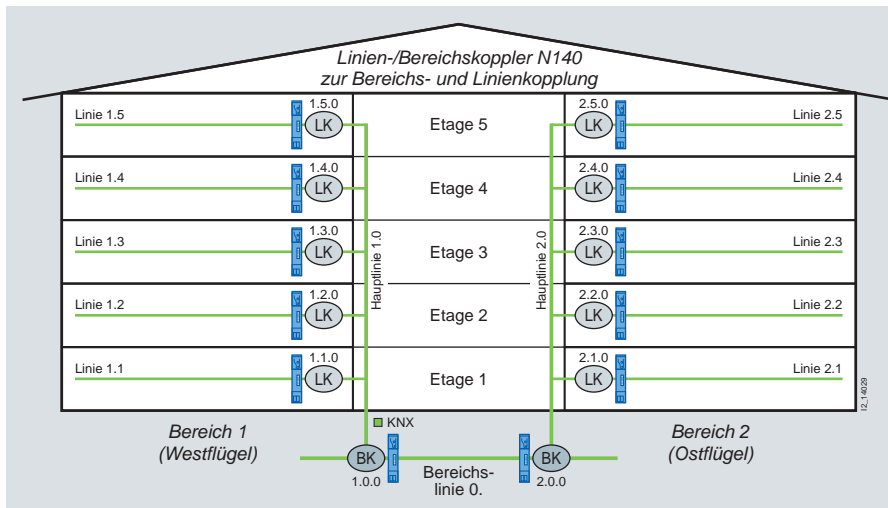 Linien-/Bereichskoppler N140
zur Bereichs- und Linienkopplung
Linie 1.5
1.5.0
LK
Etage 5
2.5.0
LK
Linie 2.5
Linie 1.4
1.4.0
LK
Etage 4
2.4.0
LK
Linie 2.4
Linie 1.3
1.3.0
LK
Hauptlinie 1.0
Etage 3
Hauptlinie 2.0
2.3.0
LK
Linie 2.3
Linie 1.2
1.2.0
LK
Etage 2
2.2.0
LK
Linie 2.2
Linie 1.1
1.1.0
LK
Etage 1
2.1.0
LK
Linie 2.1
I2_14029
KNX
Bereich 1
(Westflügel)
BK
1.0.0
Bereichs-
linie 0.
BK
2.0.0
Bereich 2
(Ostflügel)